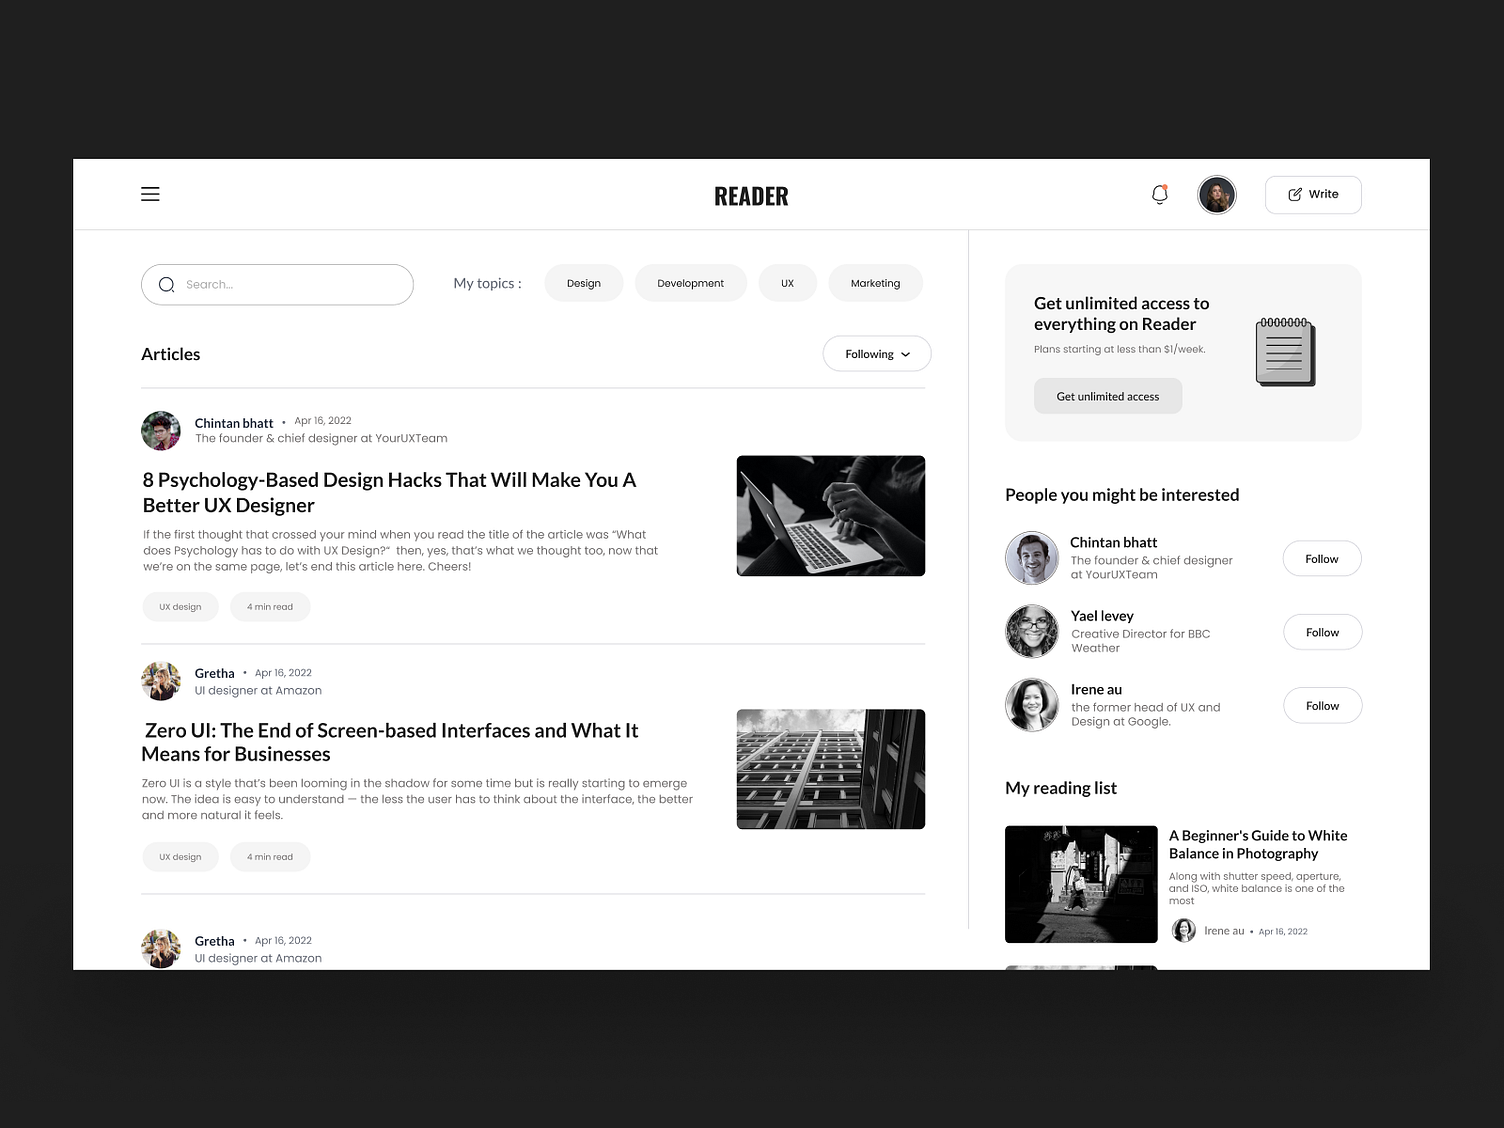 READER
Write
Search...
My topics :
Design
Development
UX
Marketing
Articles
Following
Chintan bhatt • Apr 16, 2022
The founder & chief designer at YourUXTeam
8 Psychology-Based Design Hacks That Will Make You A
Better UX Designer
If the first thought that crossed your mind when you read the title of the article was “What
does Psychology has to do with UX Design?“ then, yes, that’s what we thought too, now that
we’re on the same page, let’s end this article here. Cheers!
UX design
4 min read
Gretha • Apr 16, 2022
UI designer at Amazon
Zero UI: The End of Screen-based Interfaces and What It
Means for Businesses
Zero UI is a style that’s been looming in the shadow for some time but is really starting to emerge
now. The idea is easy to understand — the less the user has to think about the interface, the better
and more natural it feels.
UX design
4 min read
Gretha • Apr 16, 2022
UI designer at Amazon
Get unlimited access to
everything on Reader
Plans starting at less than $1/week.
Get unlimited access
People you might be interested
Chintan bhatt
The founder & chief designer
at YourUXTeam
Follow
Yael levey
Creative Director for BBC
Weather
Follow
Irene au
the former head of UX and
Design at Google.
Follow
My reading list
A Beginner's Guide to White
Balance in Photography
Along with shutter speed, aperture,
and ISO, white balance is one of the
most
Irene au • Apr 16, 2022